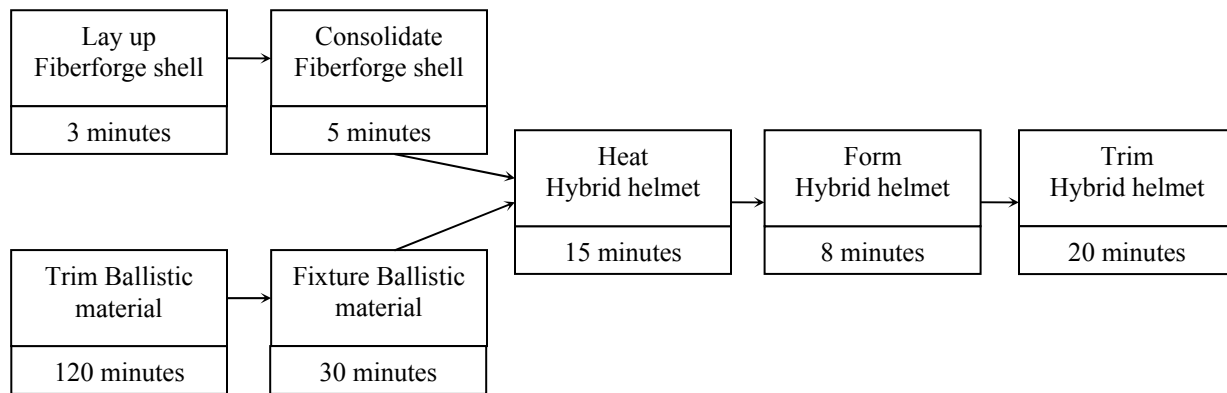 Lay up
Fiberforge shell
3 minutes
Consolidate
Fiberforge shell
5 minutes
Heat
Hybrid helmet
15 minutes
Form
Hybrid helmet
8 minutes
Trim
Hybrid helmet
20 minutes
Trim Ballistic
material
120 minutes
Fixture Ballistic
material
30 minutes